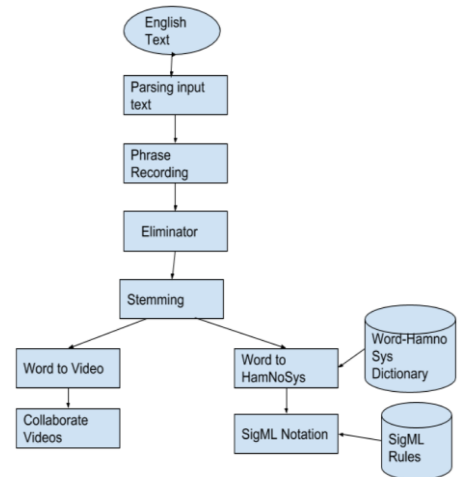 English
Text
Parsing input
text
Phrase
Recording
Eliminator
Stemming
Word to Video
Word to
HamNoSys
Word-Hamno
Sys
Dictionary
Collaborate
Videos
SigML Notation
SigML
Rules